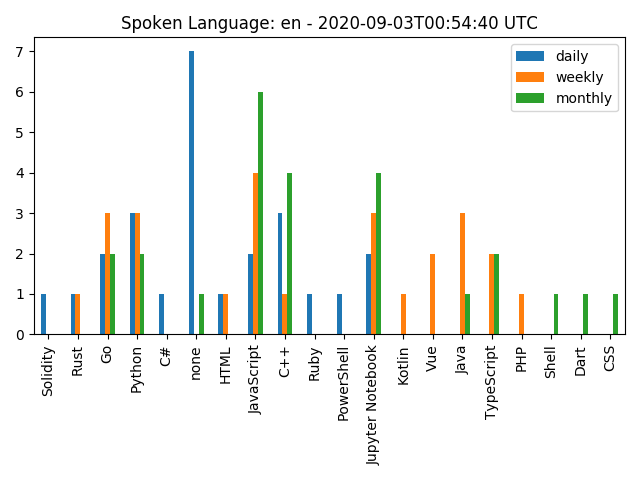 Spoken Language: en - 2020-09-03T00:54:40 UTC
daily
weekly
monthly
7
6
5
4
3
2
1
0
Solidity
Rust
Go
Python
C#
none
HTML
JavaScript
C++
Ruby
PowerShell
Jupyter Notebook
Kotlin
Vue
Java
TypeScript
PHP
Shell
Dart
CSS